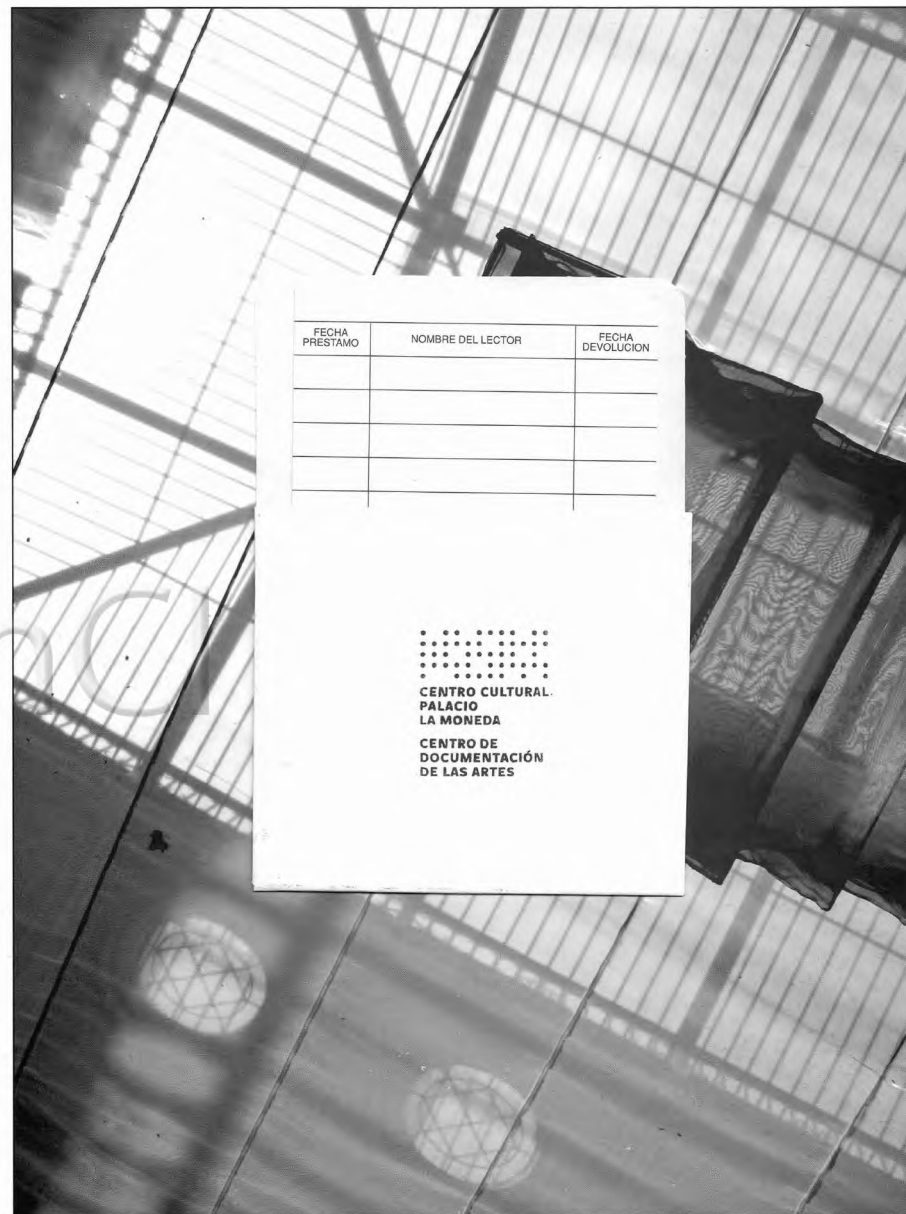 FECHA PRESTAMO NOMBRE DEL LECTOR FECHA DEVOLUCION
CENTRO CULTURAL
PALACIO
LA MONEDA
CENTRO DE
DOCUMENTACIÓN
DE LAS ARTES